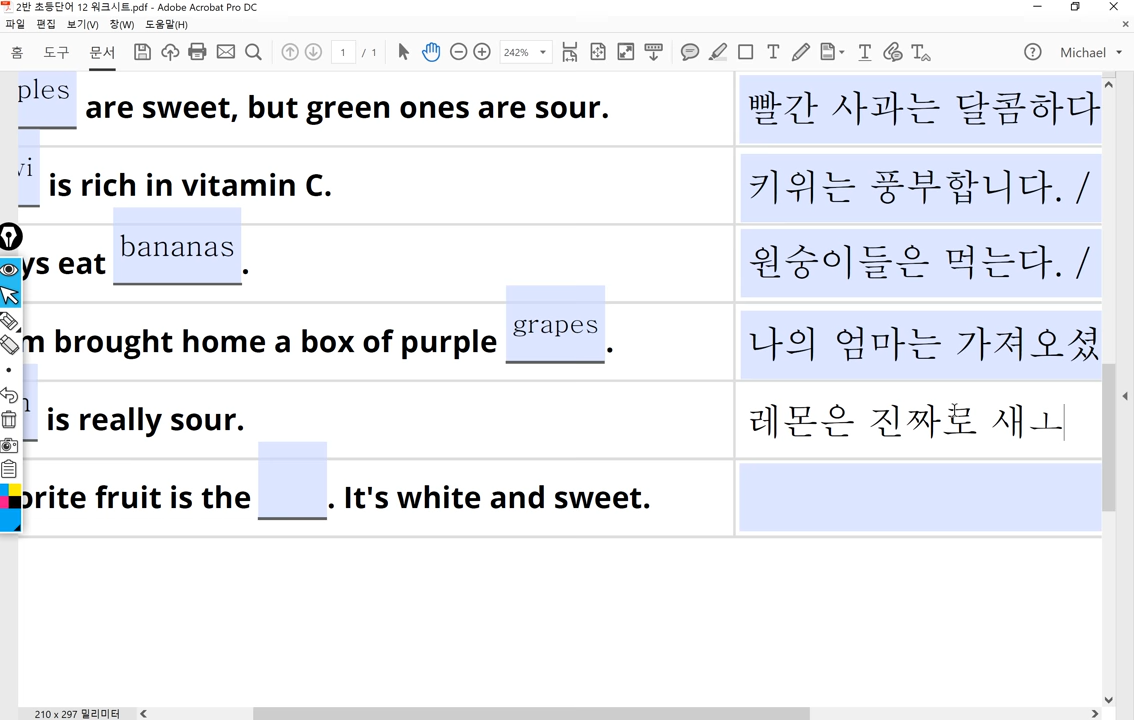 2반 초등단어 12 워크시트.pdf - Adobe Acrobat Pro DC
파일 편집 보기(V) 창(W) 도움말(H)
홈 도구 문서 1 / 1 242% Michael
ples are sweet, but green ones are sour. 빨간 사과는 달콤하다
vi is rich in vitamin C. 키위는 풍부합니다. /
ys eat bananas. 원숭이들은 먹는다. /
m brought home a box of purple grapes. 나의 엄마는 가져오셨
n is really sour. 레몬은 진짜로 새ㅗ
orite fruit is the . It's white and sweet.
210 x 297 밀리미터